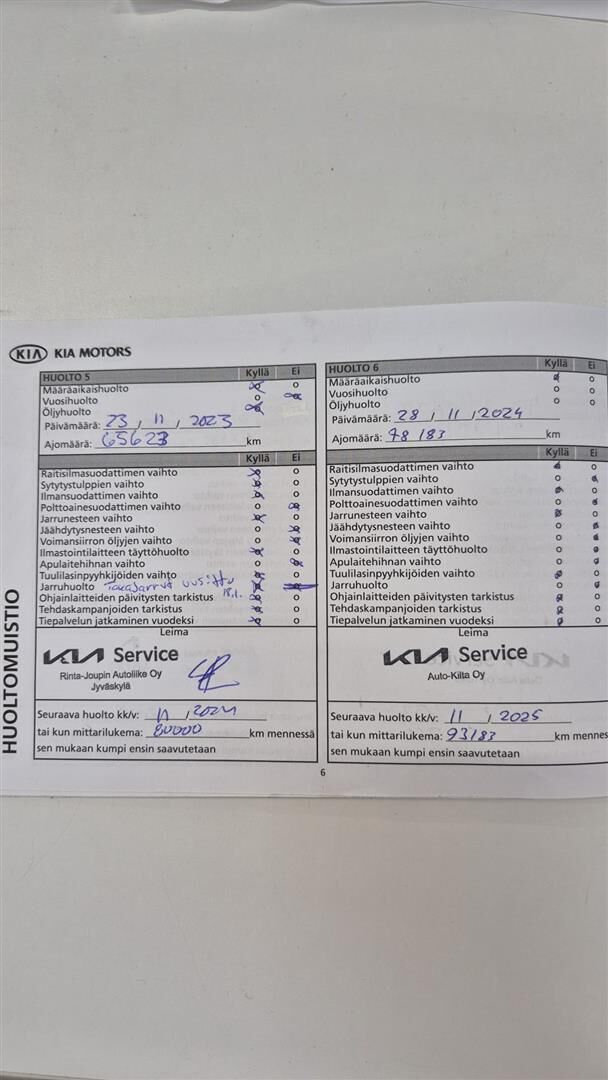 KIA KIA MOTORS
HUOLTOMUISTIO
HUOLTO 5 Kyllä Ei
Määräaikaishuolto
Vuosihuolto
Öljyhuolto
Päivämäärä: 23 / 11 / 2023
Ajomäärä: 65623 km
Kyllä Ei
Raitisilmasuodattimen vaihto
Sytytystulppien vaihto
Ilmansuodattimen vaihto
Polttoainesuodattimen vaihto
Jarrunesteen vaihto
Jäähdytysnesteen vaihto
Voimansiirron öljyjen vaihto
Ilmastointilaitteen täyttöhuolto
Apulaitehihnan vaihto
Tuulilasinpyyhkijöiden vaihto
Jarruhuolto Takajarrut uusittu 18.1.
Ohjainlaitteiden päivitysten tarkistus
Tehdaskampanjoiden tarkistus
Tiepalvelun jatkaminen vuodeksi
Leima
KIA Service
Rinta-Joupin Autoliike Oy
Jyväskylä
Seuraava huolto kk/v: 11 / 2024
tai kun mittarilukema: 80000 km mennessä
sen mukaan kumpi ensin saavutetaan
HUOLTO 6 Kyllä Ei
Määräaikaishuolto
Vuosihuolto
Öljyhuolto
Päivämäärä: 28 / 11 / 2024
Ajomäärä: 78183 km
Kyllä Ei
Raitisilmasuodattimen vaihto
Sytytystulppien vaihto
Ilmansuodattimen vaihto
Polttoainesuodattimen vaihto
Jarrunesteen vaihto
Jäähdytysnesteen vaihto
Voimansiirron öljyjen vaihto
Ilmastointilaitteen täyttöhuolto
Apulaitehihnan vaihto
Tuulilasinpyyhkijöiden vaihto
Jarruhuolto
Ohjainlaitteiden päivitysten tarkistus
Tehdaskampanjoiden tarkistus
Tiepalvelun jatkaminen vuodeksi
Leima
KIA Service
Auto-Kilta Oy
Seuraava huolto kk/v: 11 / 2025
tai kun mittarilukema: 93183 km mennes
sen mukaan kumpi ensin saavutetaan
6